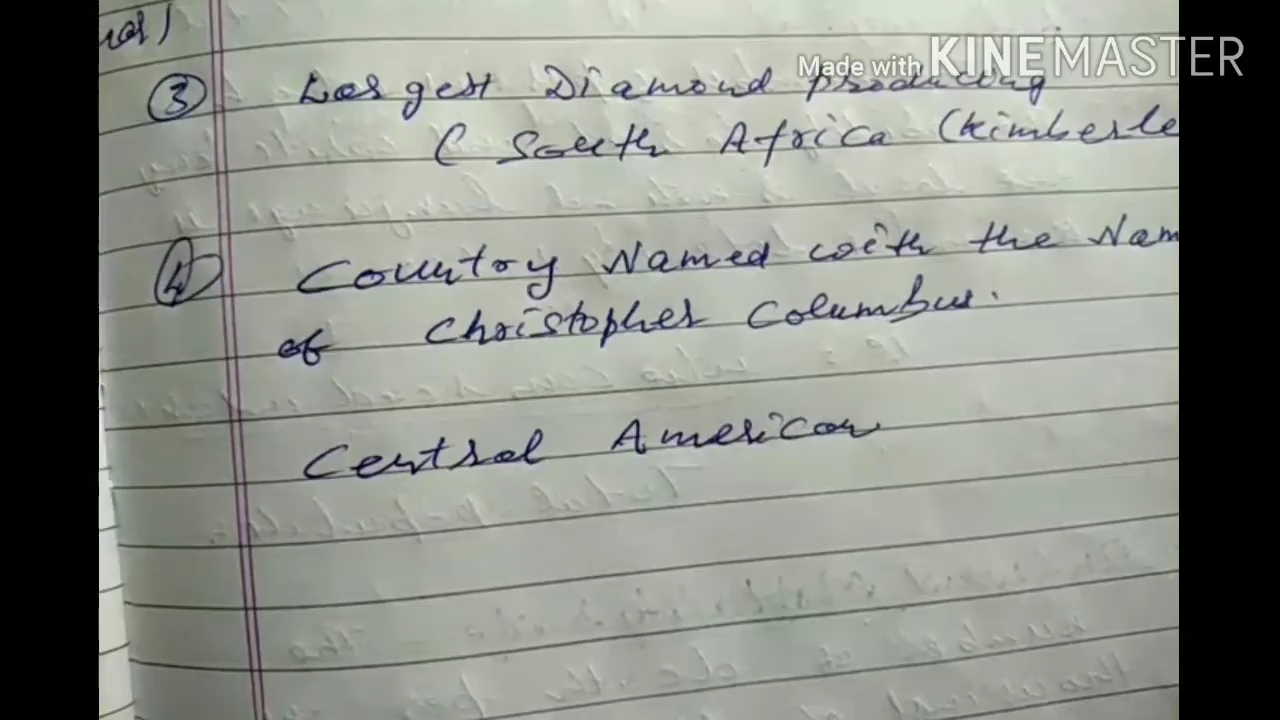 Made with KINEMASTER
③ Largest Diamond producing
( South Africa (Kimberle
④ Country Named with the Nam
of Christopher Columbus.
Central American